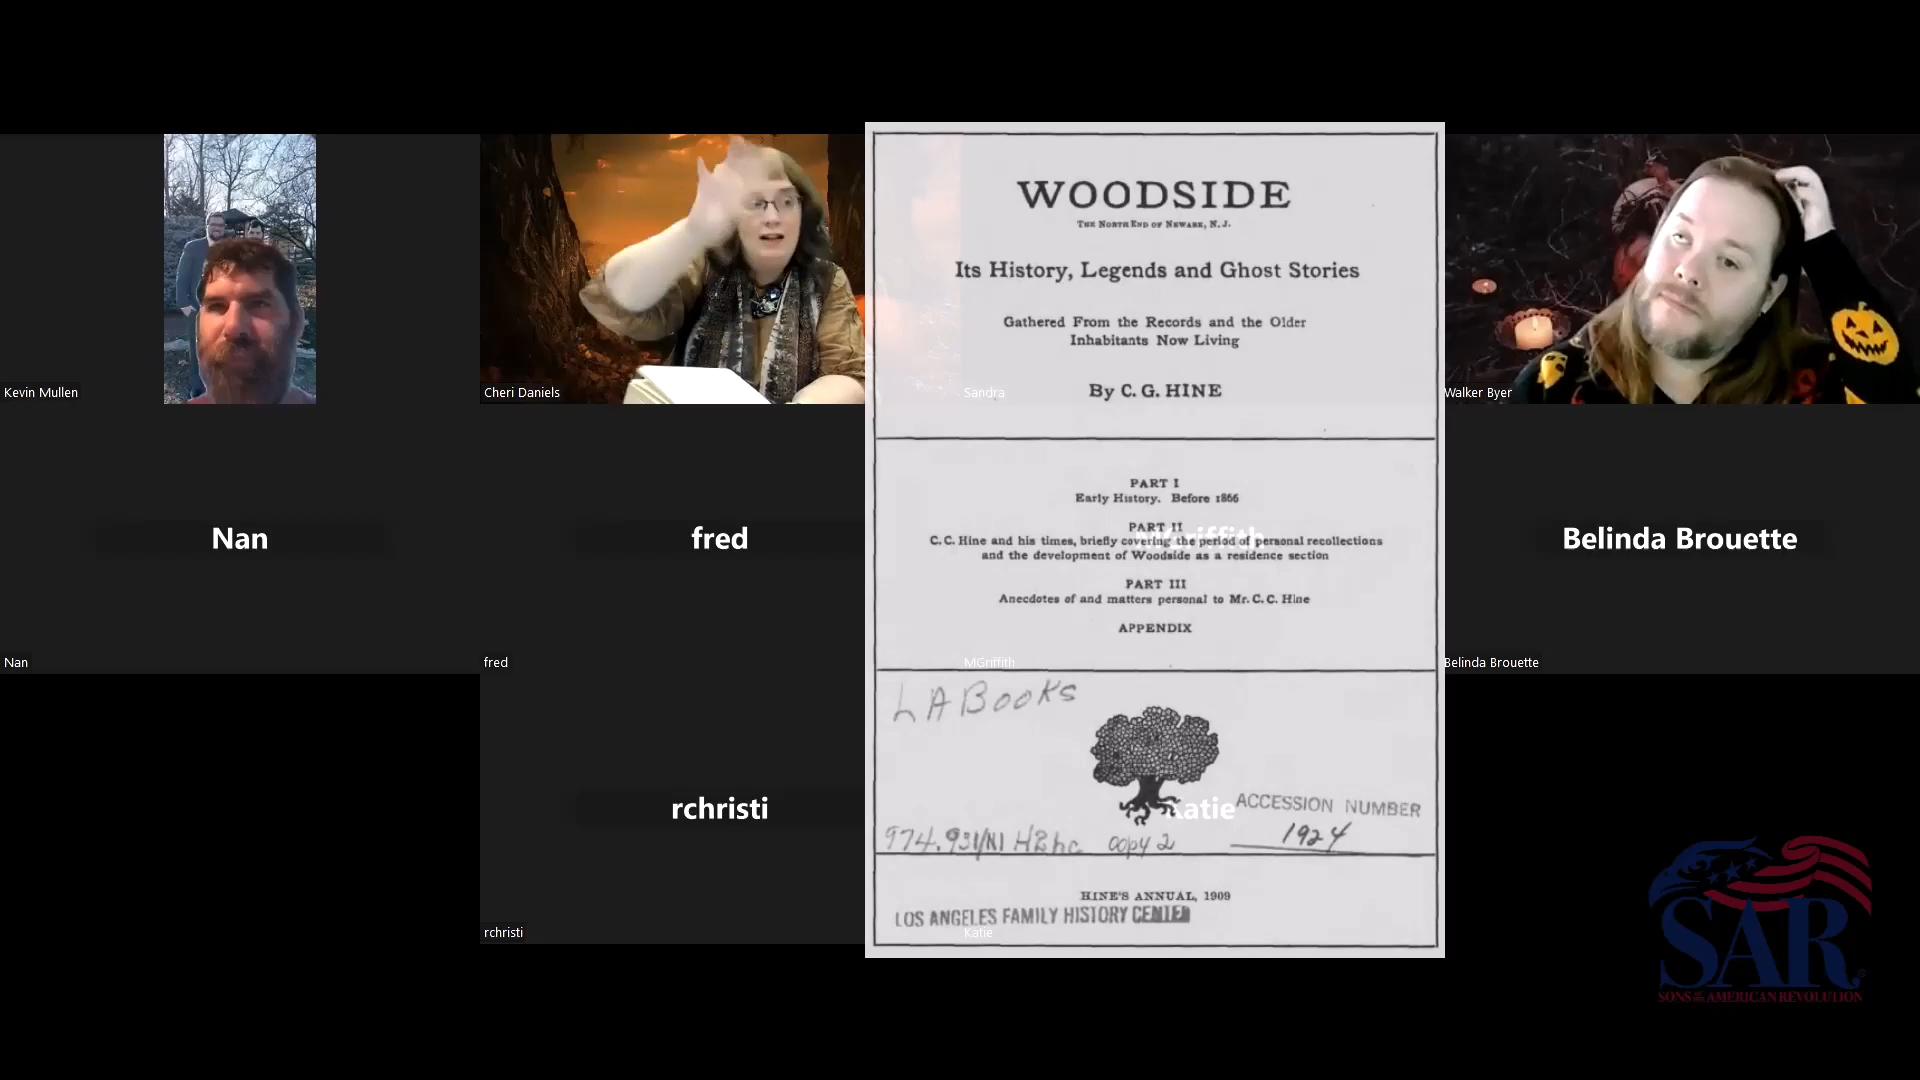 Kevin Mullen
Cheri Daniels
Sandra
Walker Byer
WOODSIDE
THE NORTH END OF NEWARK, N. J.
Its History, Legends and Ghost Stories
Gathered From the Records and the Older
Inhabitants Now Living
By C. G. HINE
PART I
Early History. Before 1866
PART II
C. C. Hine and his times, briefly covering the period of personal recollections
and the development of Woodside as a residence section
PART III
Anecdotes of and matters personal to Mr. C. C. Hine
APPENDIX
LA Books
ACCESSION NUMBER
1924
974.931/N1 H2hc copy 2
HINE'S ANNUAL, 1909
LOS ANGELES FAMILY HISTORY CENTER
Nan
fred
MGriffith
Belinda Brouette
Nan
fred
MGriffith
Belinda Brouette
rchristi
Katie
rchristi
Katie
SAR
SONS OF THE AMERICAN REVOLUTION